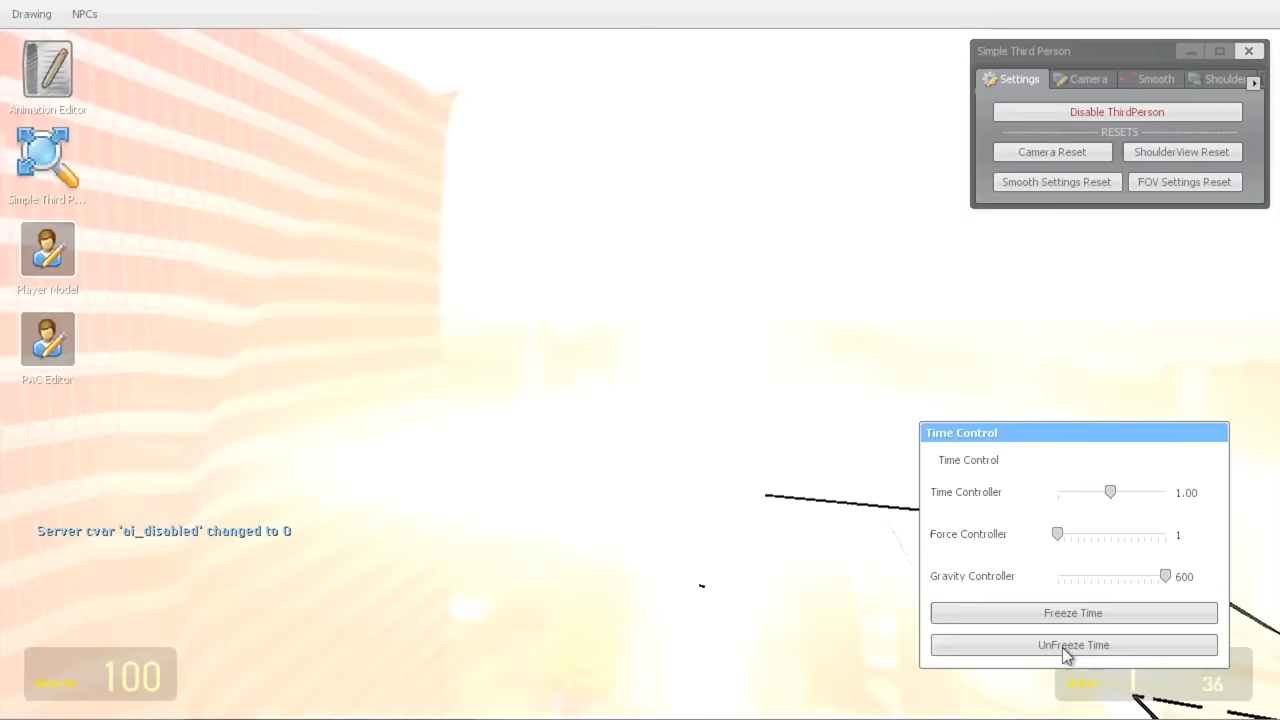 Drawing NPCs
Simple Third Person
Settings Camera Smooth Shoulder
Disable ThirdPerson
RESETS
Camera Reset ShoulderView Reset
Smooth Settings Reset FOV Settings Reset
Animation Editor
Simple Third P...
Player Model
PAC Editor
Time Control
Time Control
Time Controller 1.00
Force Controller 1
Gravity Controller 600
Freeze Time
UnFreeze Time
Server cvar 'ai_disabled' changed to 0
100
36